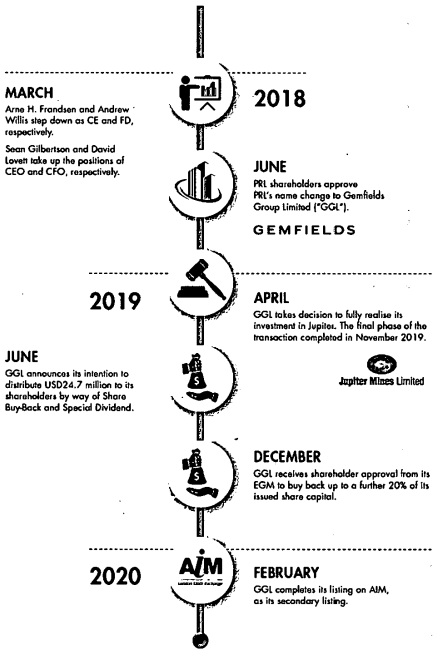 2018
MARCH
Arne H. Frandsen and Andrew
Willis step down as CE and FD,
respectively.
Sean Gilbertson and David
Lovett take up the positions of
CEO and CFO, respectively.
JUNE
PRL shareholders approve
PRL's name change to Gemfields
Group Limited ("GGL").
GEMFIELDS
2019
APRIL
GGL takes decision to fully realise its
investment in Jupiter. The final phase of the
transaction completed in November 2019.
Jupiter Mines Limited
JUNE
GGL announces its intention to
distribute USD24.7 million to its
shareholders by way of Share
Buy-Back and Special Dividend.
DECEMBER
GGL receives shareholder approval from its
EGM to buy back up to a further 20% of its
issued share capital.
2020
AiM
London Stock Exchange
FEBRUARY
GGL completes its listing on AIM,
as its secondary listing.